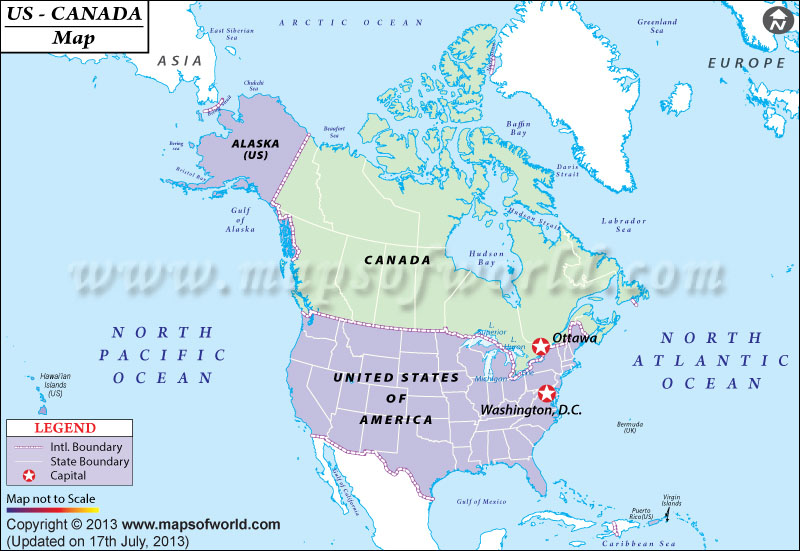 US - CANADA
Map
ARCTIC OCEAN
East Siberian
Sea
Greenland
Sea
N
ASIA
EUROPE
Chukchi
Sea
Beaufort
Sea
Baffin
Bay
Bering
sea
ALASKA
(US)
Davis
Strait
Bristol Bay
Gulf
of
Alaska
Hudson Strait
Labrador
Sea
Hudson
Bay
CANADA
www.mapsofworld.com
NORTH
PACIFIC
OCEAN
L.
Superior
L.
Huron
Ottawa
NORTH
ATLANTIC
OCEAN
Michigan
UNITED STATES
OF
AMERICA
Hawaiian
Islands
(US)
Washington, D.C.
Bermuda
(UK)
LEGEND
Intl. Boundary
State Boundary
Capital
Gulf of California
Gulf of Mexico
Map not to Scale
Puerto
Rico(US)
Virgin
Islands
Caribbean Sea
Copyright © 2013 www.mapsofworld.com
(Updated on 17th July, 2013)